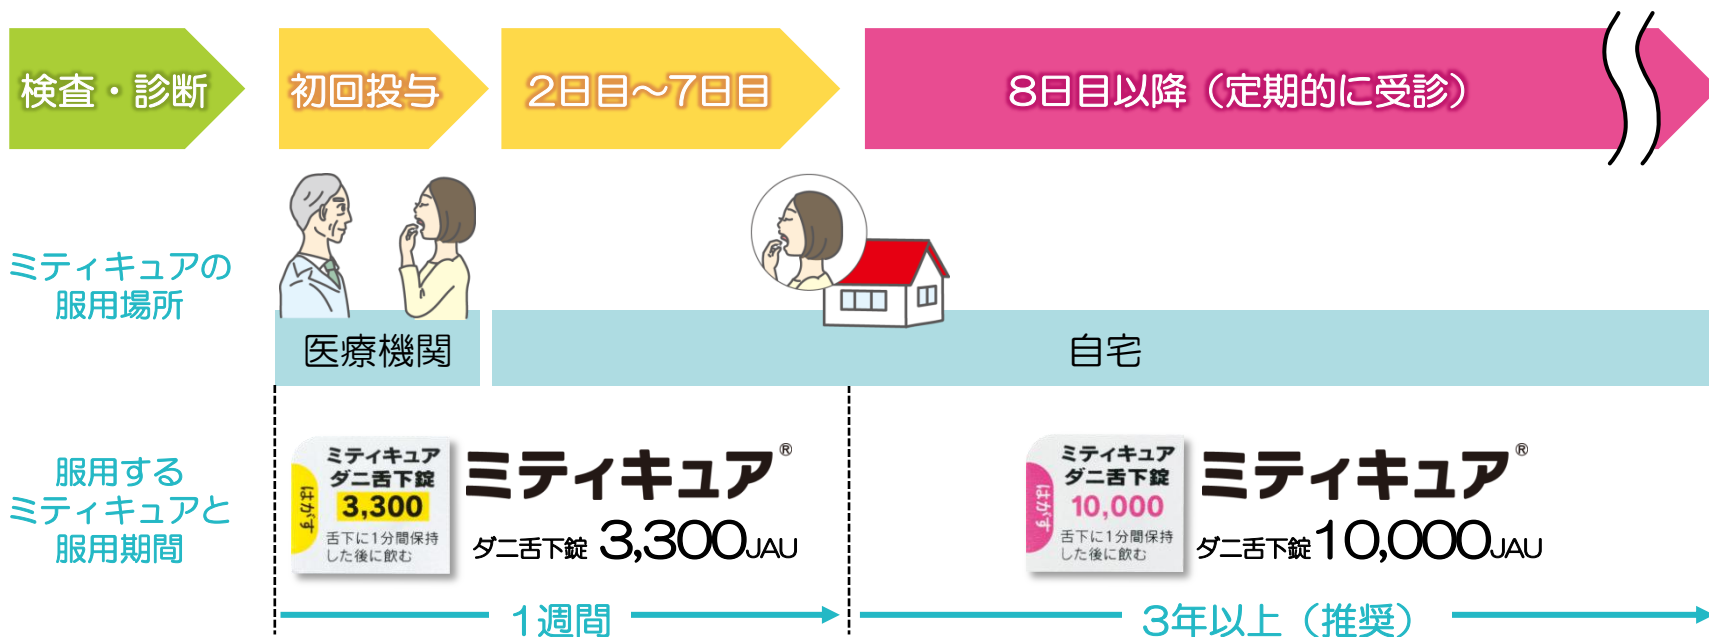 検査・診断
初回投与
2日目～7日目
8日目以降（定期的に受診）
ミティキュアの
服用場所
医療機関
自宅
服用する
ミティキュアと
服用期間
はがす
ミティキュア
ダニ舌下錠
3,300
舌下に1分間保持
した後に飲む
ミティキュア®
ダニ舌下錠 3,300JAU
はがす
ミティキュア
ダニ舌下錠
10,000
舌下に1分間保持
した後に飲む
ミティキュア®
ダニ舌下錠 10,000JAU
1週間
3年以上（推奨）